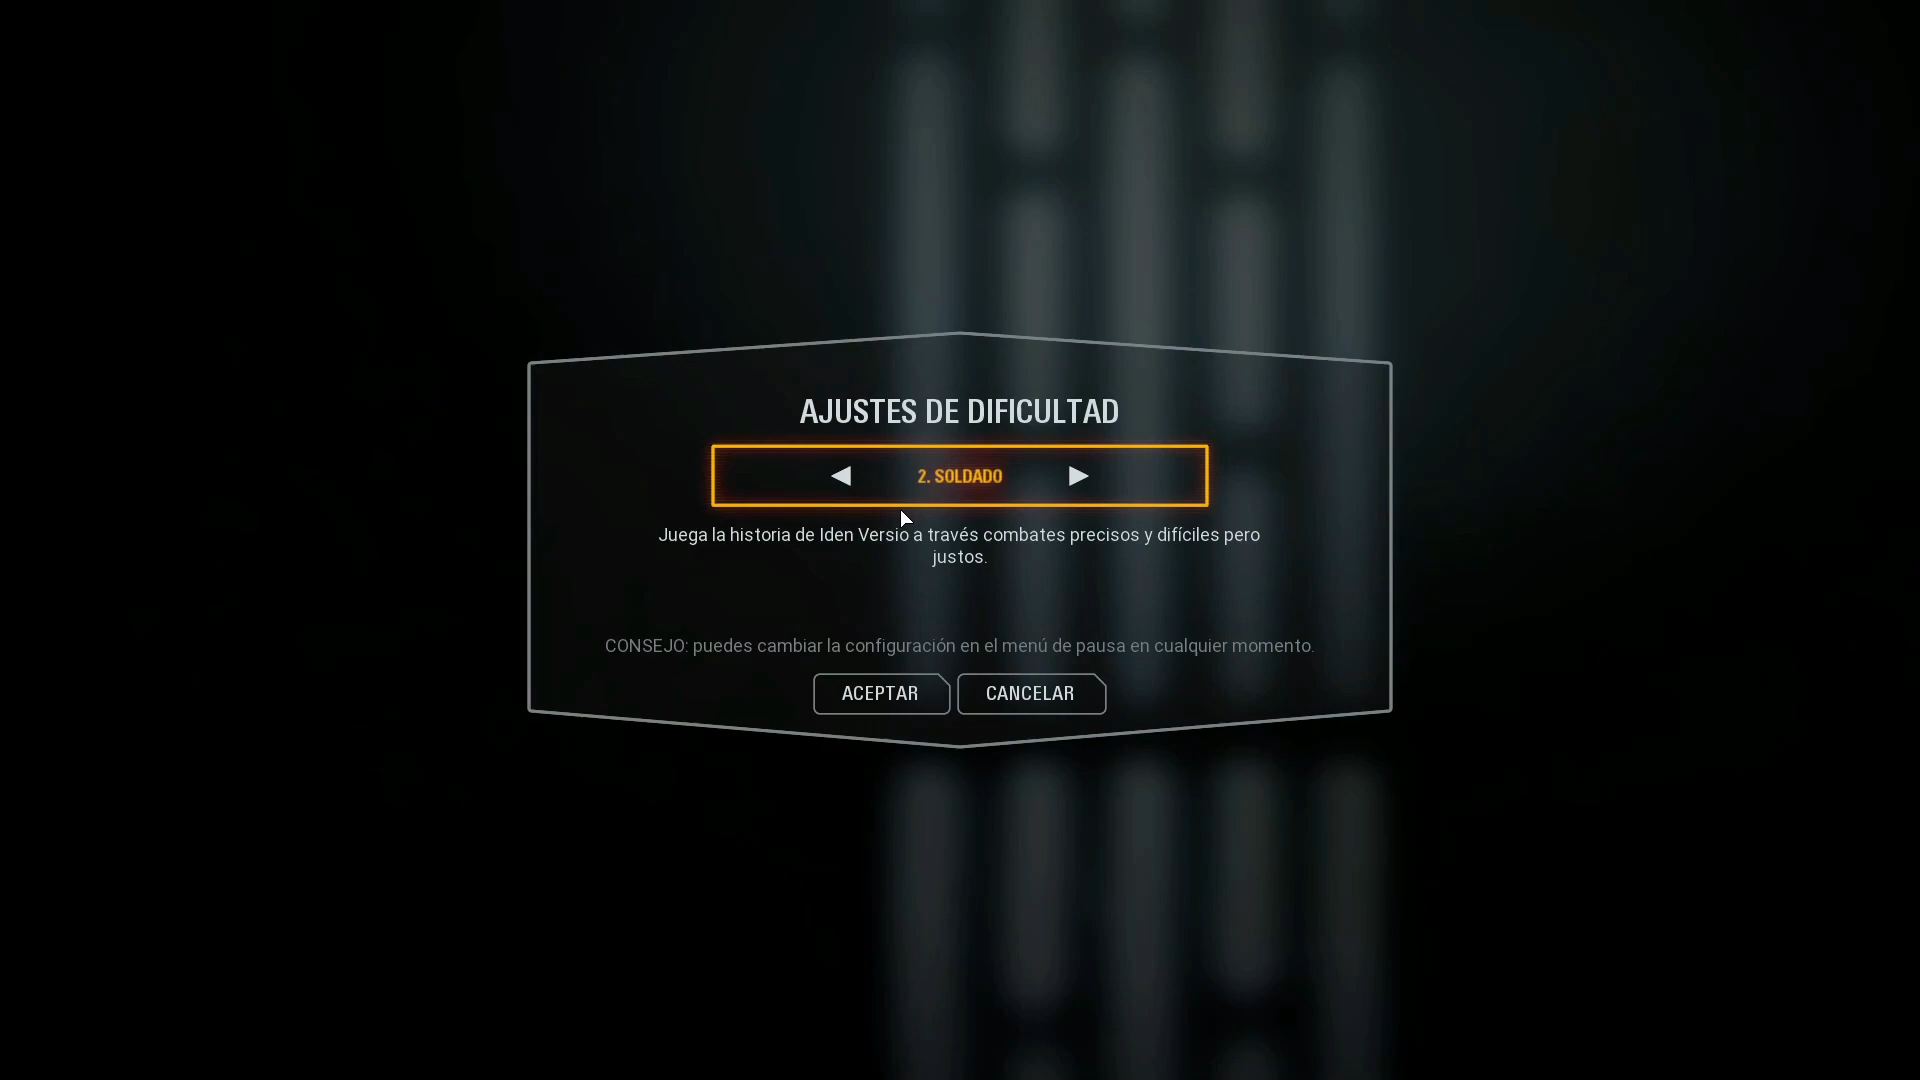 AJUSTES DE DIFICULTAD
2. SOLDADO
Juega la historia de Iden Versio a través combates precisos y difíciles pero
justos.
CONSEJO: puedes cambiar la configuración en el menú de pausa en cualquier momento.
ACEPTAR
CANCELAR